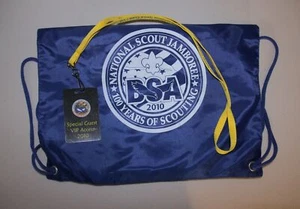 NATIONAL SCOUT JAMBOREE
BSA
2010
100 YEARS OF SCOUTING
Special Guest
VIP Access
2010